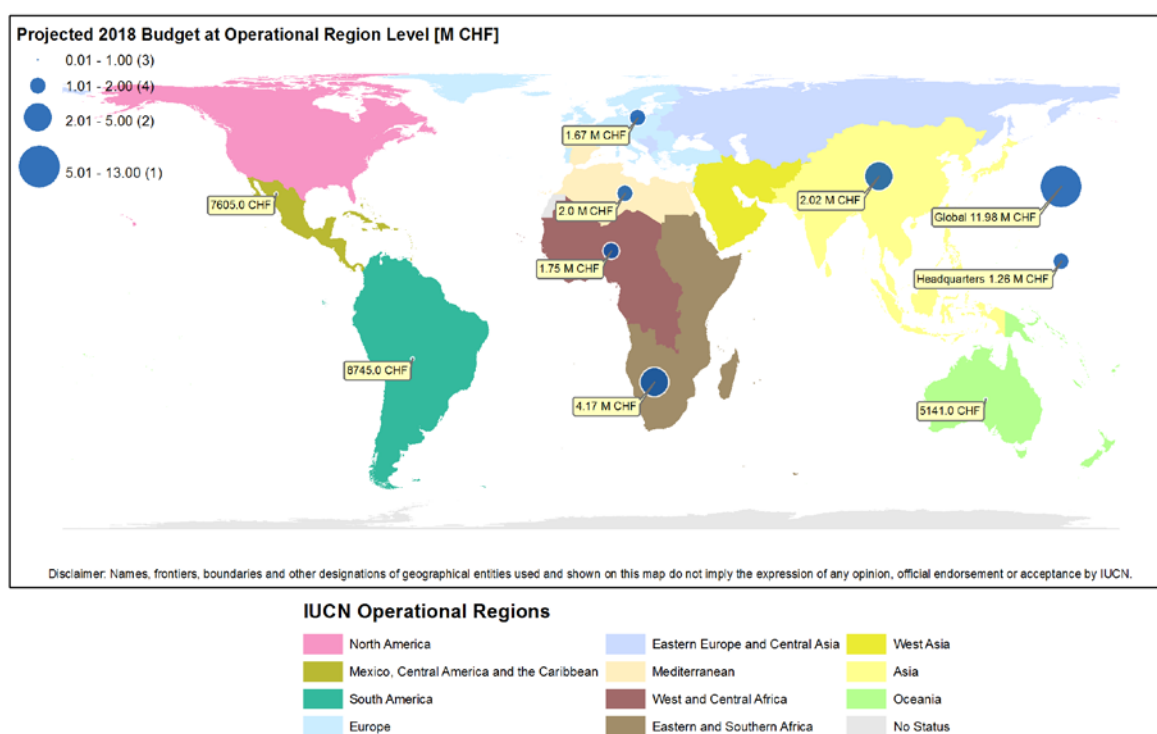 Projected 2018 Budget at Operational Region Level [M CHF]
0.01 - 1.00 (3)
1.01 - 2.00 (4)
2.01 - 5.00 (2)
5.01 - 13.00 (1)
1.67 M CHF
7605.0 CHF
2.0 M CHF
2.02 M CHF
Global 11.98 M CHF
1.75 M CHF
Headquarters 1.26 M CHF
8745.0 CHF
4.17 M CHF
5141.0 CHF
Disclaimer: Names, frontiers, boundaries and other designations of geographical entities used and shown on this map do not imply the expression of any opinion, official endorsement or acceptance by IUCN.
IUCN Operational Regions
North America
Mexico, Central America and the Caribbean
South America
Europe
Eastern Europe and Central Asia
Mediterranean
West and Central Africa
Eastern and Southern Africa
West Asia
Asia
Oceania
No Status